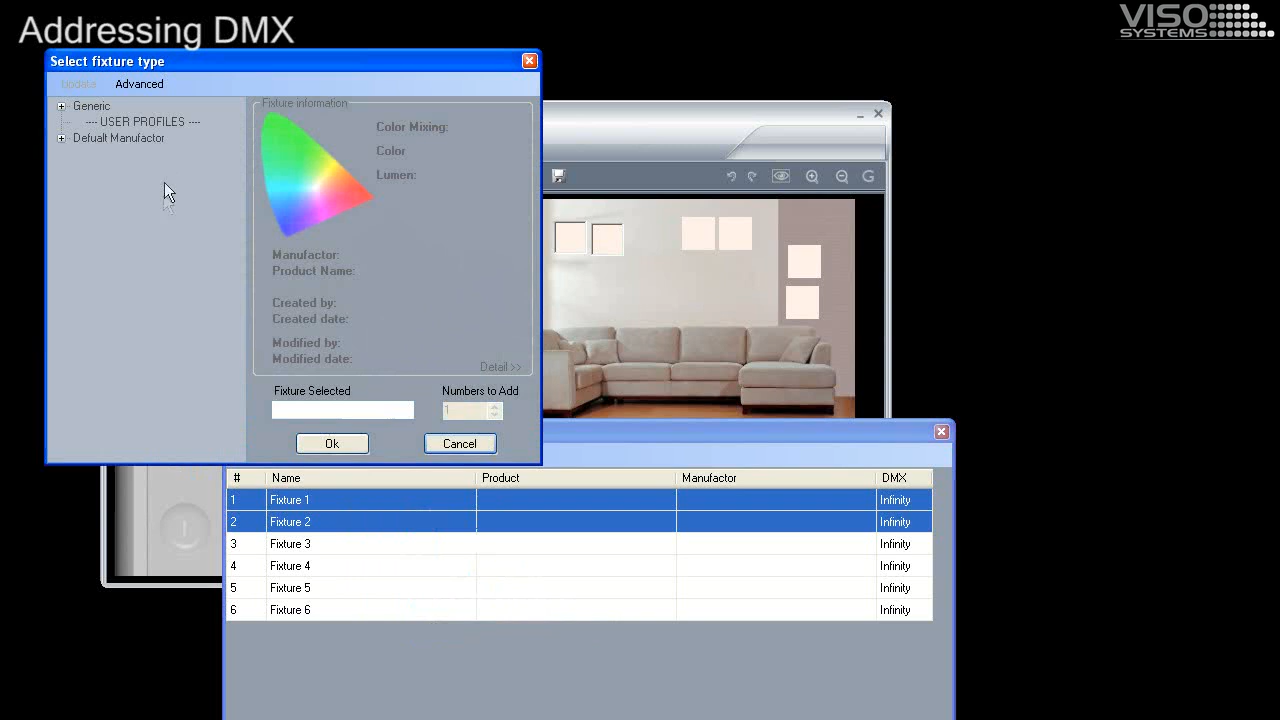 Addressing DMX
VISO
SYSTEMS
Select fixture type
Update Advanced
Generic
---- USER PROFILES ----
Defualt Manufactor
Fixture information
Color Mixing:
Color
Lumen:
Manufactor:
Product Name:
Created by:
Created date:
Modified by:
Modified date:
Detail >>
Fixture Selected Numbers to Add
1
Ok Cancel
# Name Product Manufactor DMX
1 Fixture 1 Infinity
2 Fixture 2 Infinity
3 Fixture 3 Infinity
4 Fixture 4 Infinity
5 Fixture 5 Infinity
6 Fixture 6 Infinity